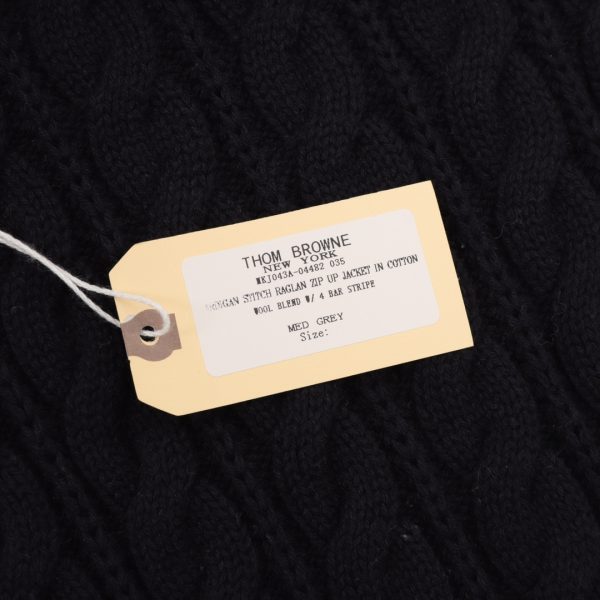 THOM BROWNE
NEW YORK
MKJ043A-04482 035
STITCH RAGLAN ZIP UP JACKET IN COTTON
WOOL BLEND W/ 4 BAR STRIPE
MED GREY
Size: